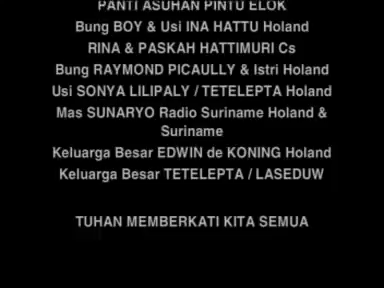 PANTI ASUHAN PINTU ELOK
Bung BOY & Usi INA HATTU Holand
RINA & PASKAH HATTIMURI Cs
Bung RAYMOND PICAULLY & Istri Holand
Usi SONYA LILIPALY / TETELEPTA Holand
Mas SUNARYO Radio Suriname Holand &
Suriname
Keluarga Besar EDWIN de KONING Holland
Keluarga Besar TETELEPTA / LASEDUW
TUHAN MEMBERKATI KITA SEMUA